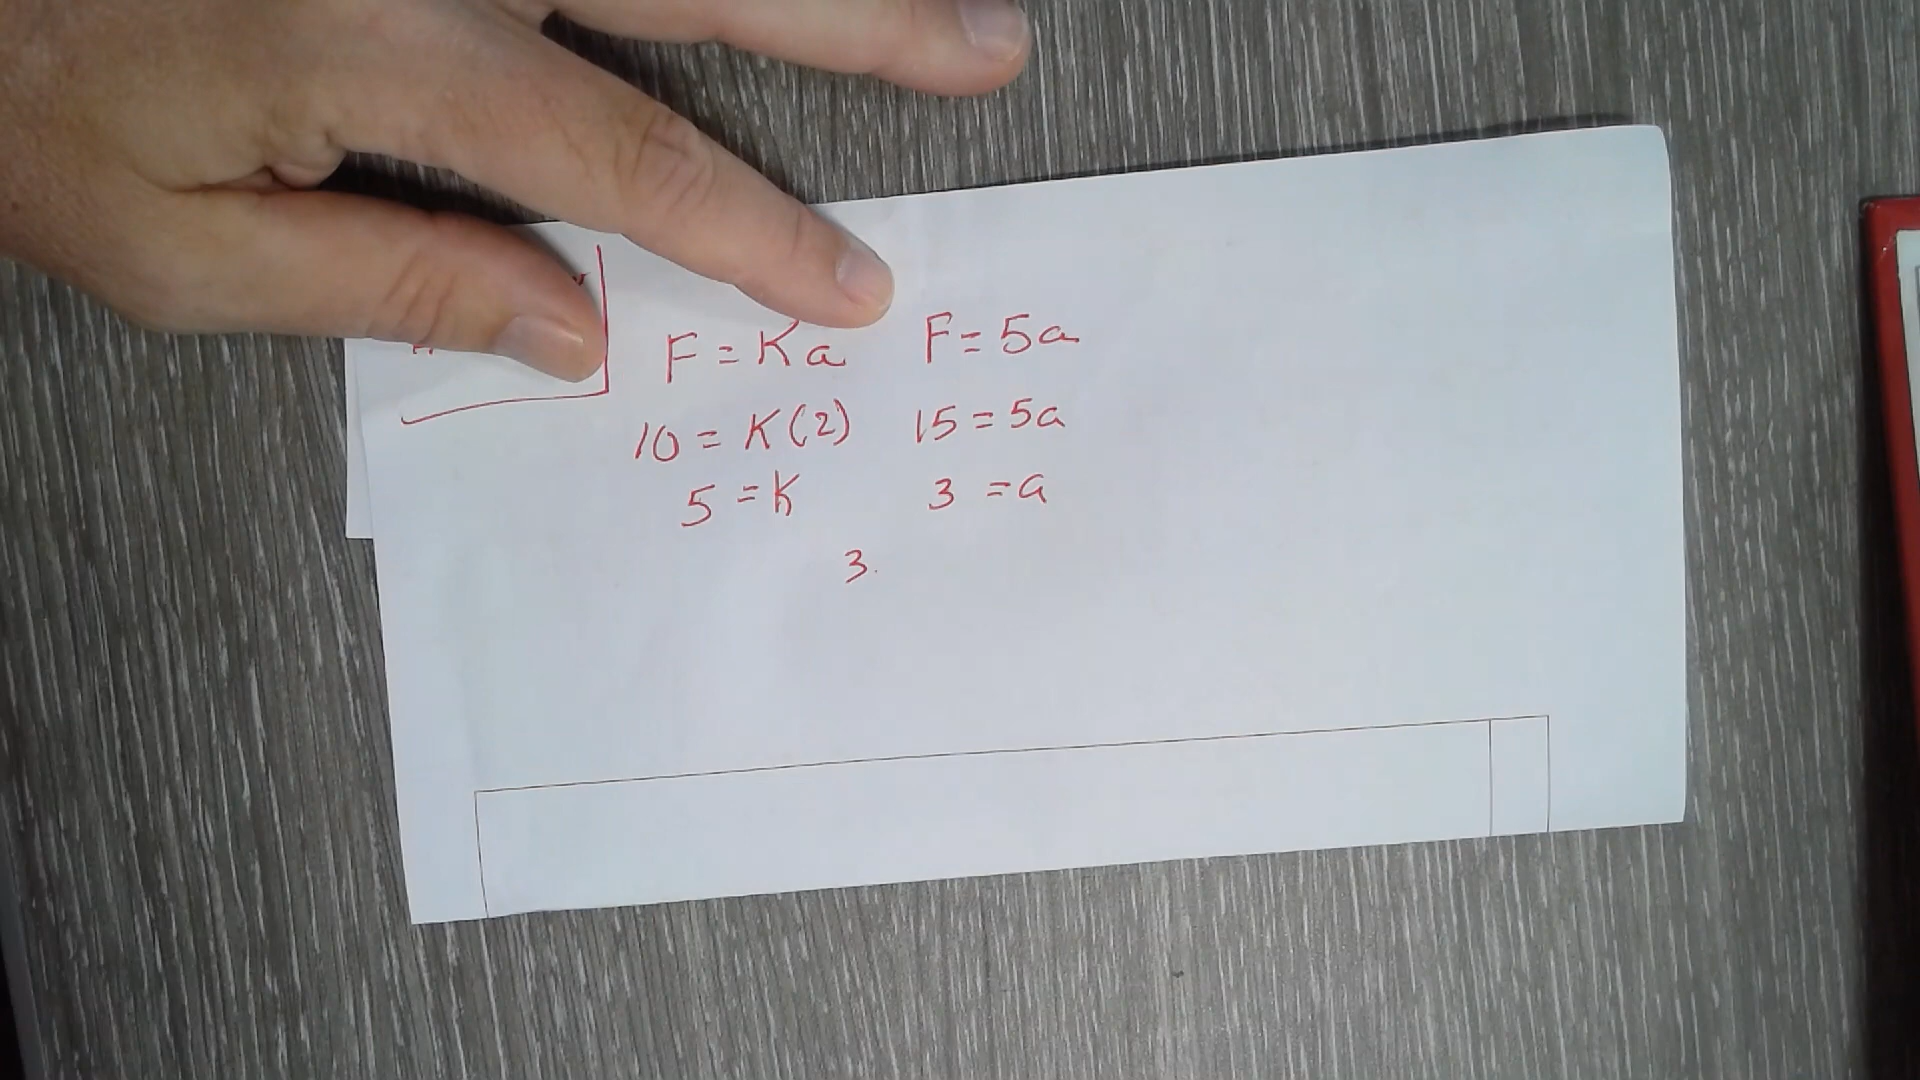 F = Ka F = 5a
10 = K(2) 15 = 5a
5 = K 3 = a
3.